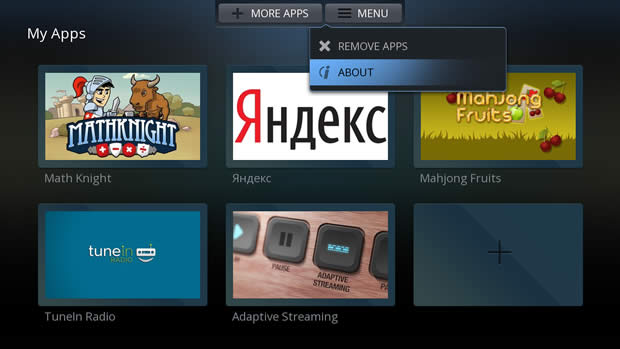 MORE APPS
MENU
My Apps
REMOVE APPS
ABOUT
MATHKNIGHT
Яндекс
Mahjong
Fruits
Math Knight
Яндекс
Mahjong Fruits
tunein
RADIO
PAUSE
ADAPTIVE
STREAMING
TuneIn Radio
Adaptive Streaming